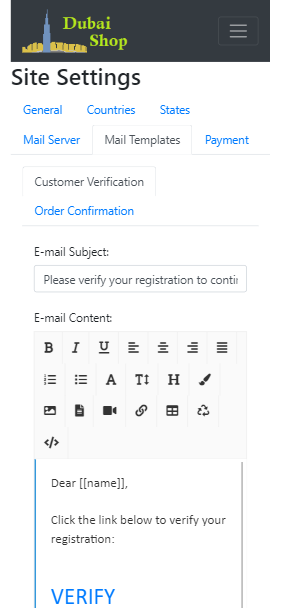 Dubai
Shop
Site Settings
General Countries States
Mail Server Mail Templates Payment
Customer Verification
Order Confirmation
E-mail Subject:
Please verify your registration to conti
E-mail Content:
B I U
A T H
</>
Dear [[name]],
Click the link below to verify your
registration:
VERIFY